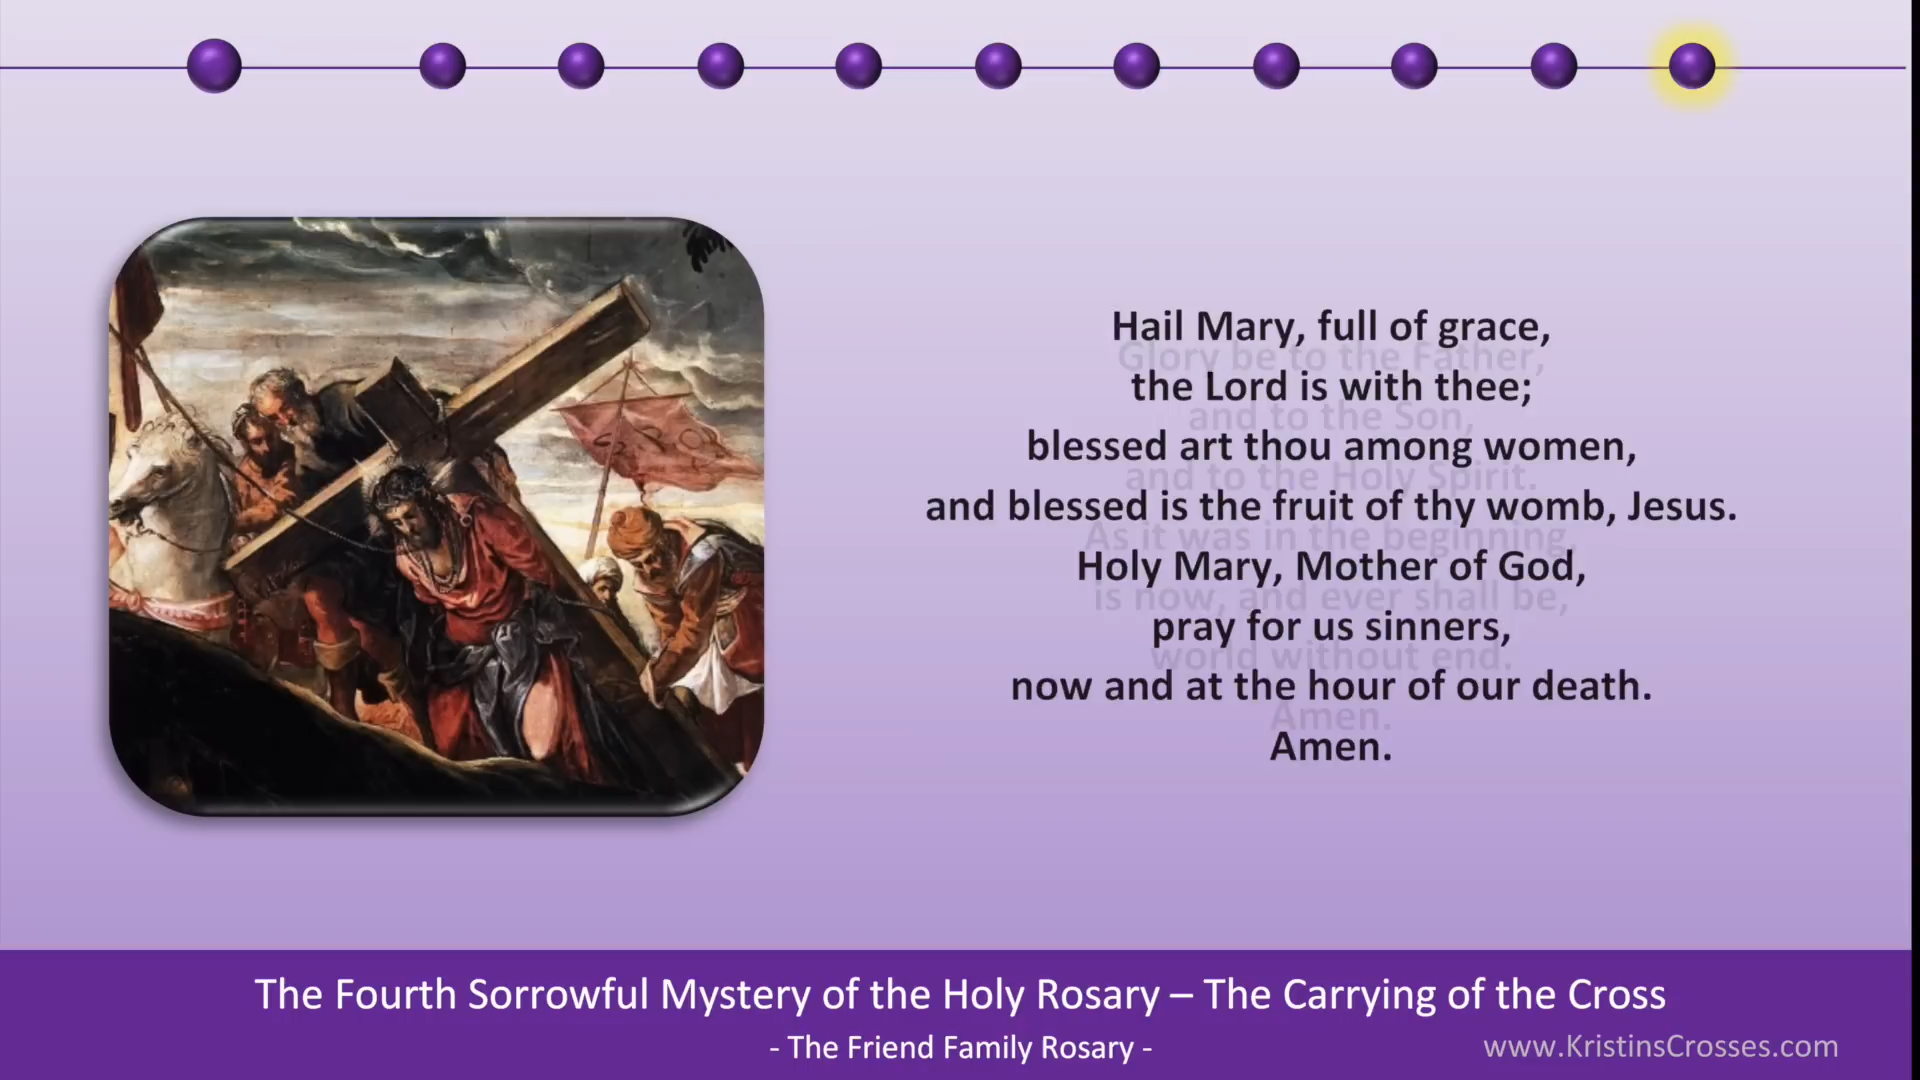 Hail Mary, full of grace,
Glory be to the Father,
the Lord is with thee;
and to the Son,
blessed art thou among women,
and to the Holy Spirit.
and blessed is the fruit of thy womb, Jesus.
As it was in the beginning,
Holy Mary, Mother of God,
is now, and ever shall be,
pray for us sinners,
world without end.
now and at the hour of our death.
Amen.
Amen.
The Fourth Sorrowful Mystery of the Holy Rosary – The Carrying of the Cross
- The Friend Family Rosary -
www.KristinsCrosses.com